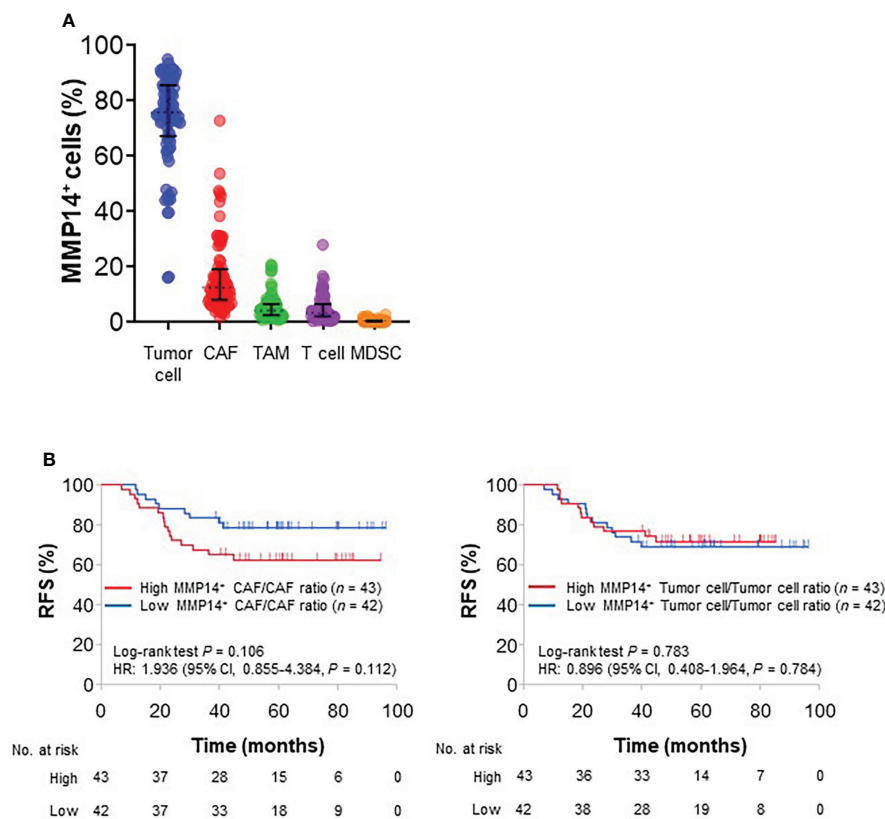 A
MMP14+ cells (%)
100
80
60
40
20
0
Tumor cell CAF TAM T cell MDSC
B
RFS (%)
100
80
60
40
20
0
High MMP14+ CAF/CAF ratio (n = 43)
Low MMP14+ CAF/CAF ratio (n = 42)
Log-rank test P = 0.106
HR: 1.936 (95% CI, 0.855-4.384, P = 0.112)
0 20 40 60 80 100
Time (months)
No. at risk
High 43 37 28 15 6 0
Low 42 37 33 18 9 0
RFS (%)
100
80
60
40
20
0
High MMP14+ Tumor cell/Tumor cell ratio (n = 43)
Low MMP14+ Tumor cell/Tumor cell ratio (n = 42)
Log-rank test P = 0.783
HR: 0.896 (95% CI, 0.408-1.964, P = 0.784)
0 20 40 60 80 100
Time (months)
No. at risk
High 43 36 33 14 7 0
Low 42 38 28 19 8 0